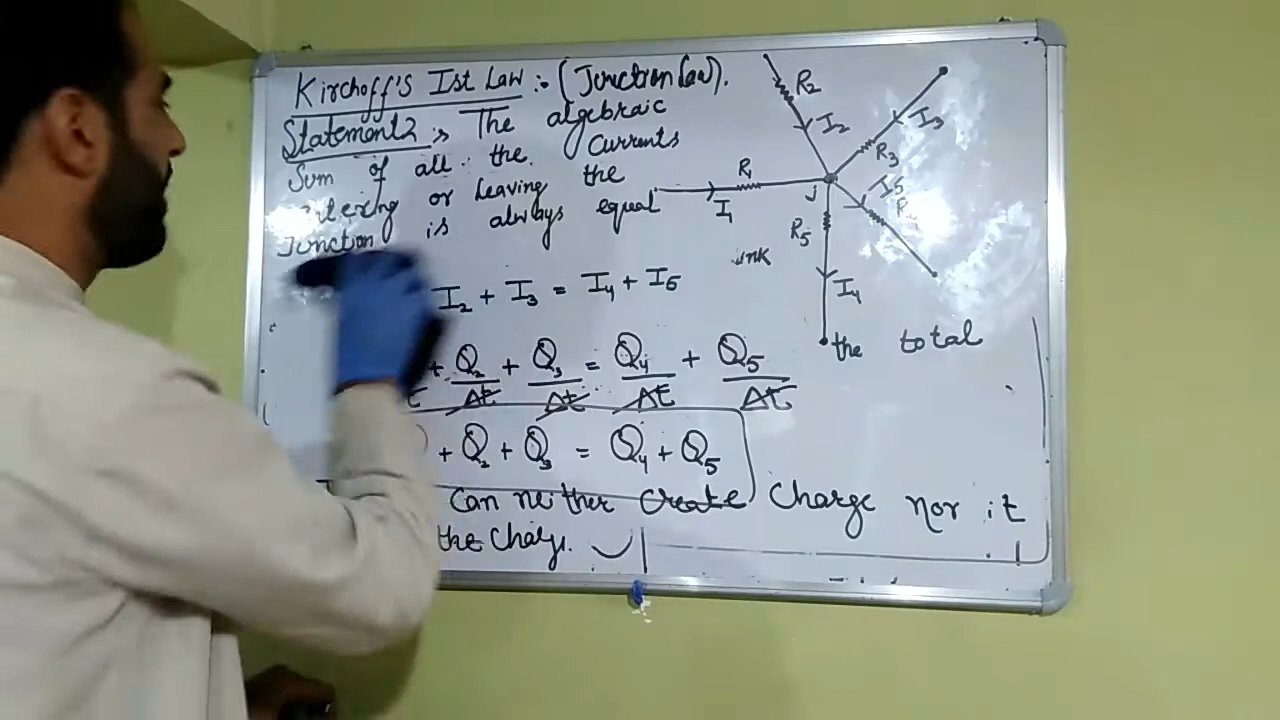 Kirchoff's Ist Law :- (Junction law).
Statement :- The algebraic
Sum of all the Currents
or Leaving the
Junction is always equal
I2 + I3 = I4 + I5
+ Q2/Δt + Q3/Δt = Q4/Δt + Q5/Δt
+ Q2 + Q3 = Q4 + Q5
Can neither create Charge nor it
the Charge.
R2
I2
I3
R3
R1
I1
J
I5
R5
I4
the total